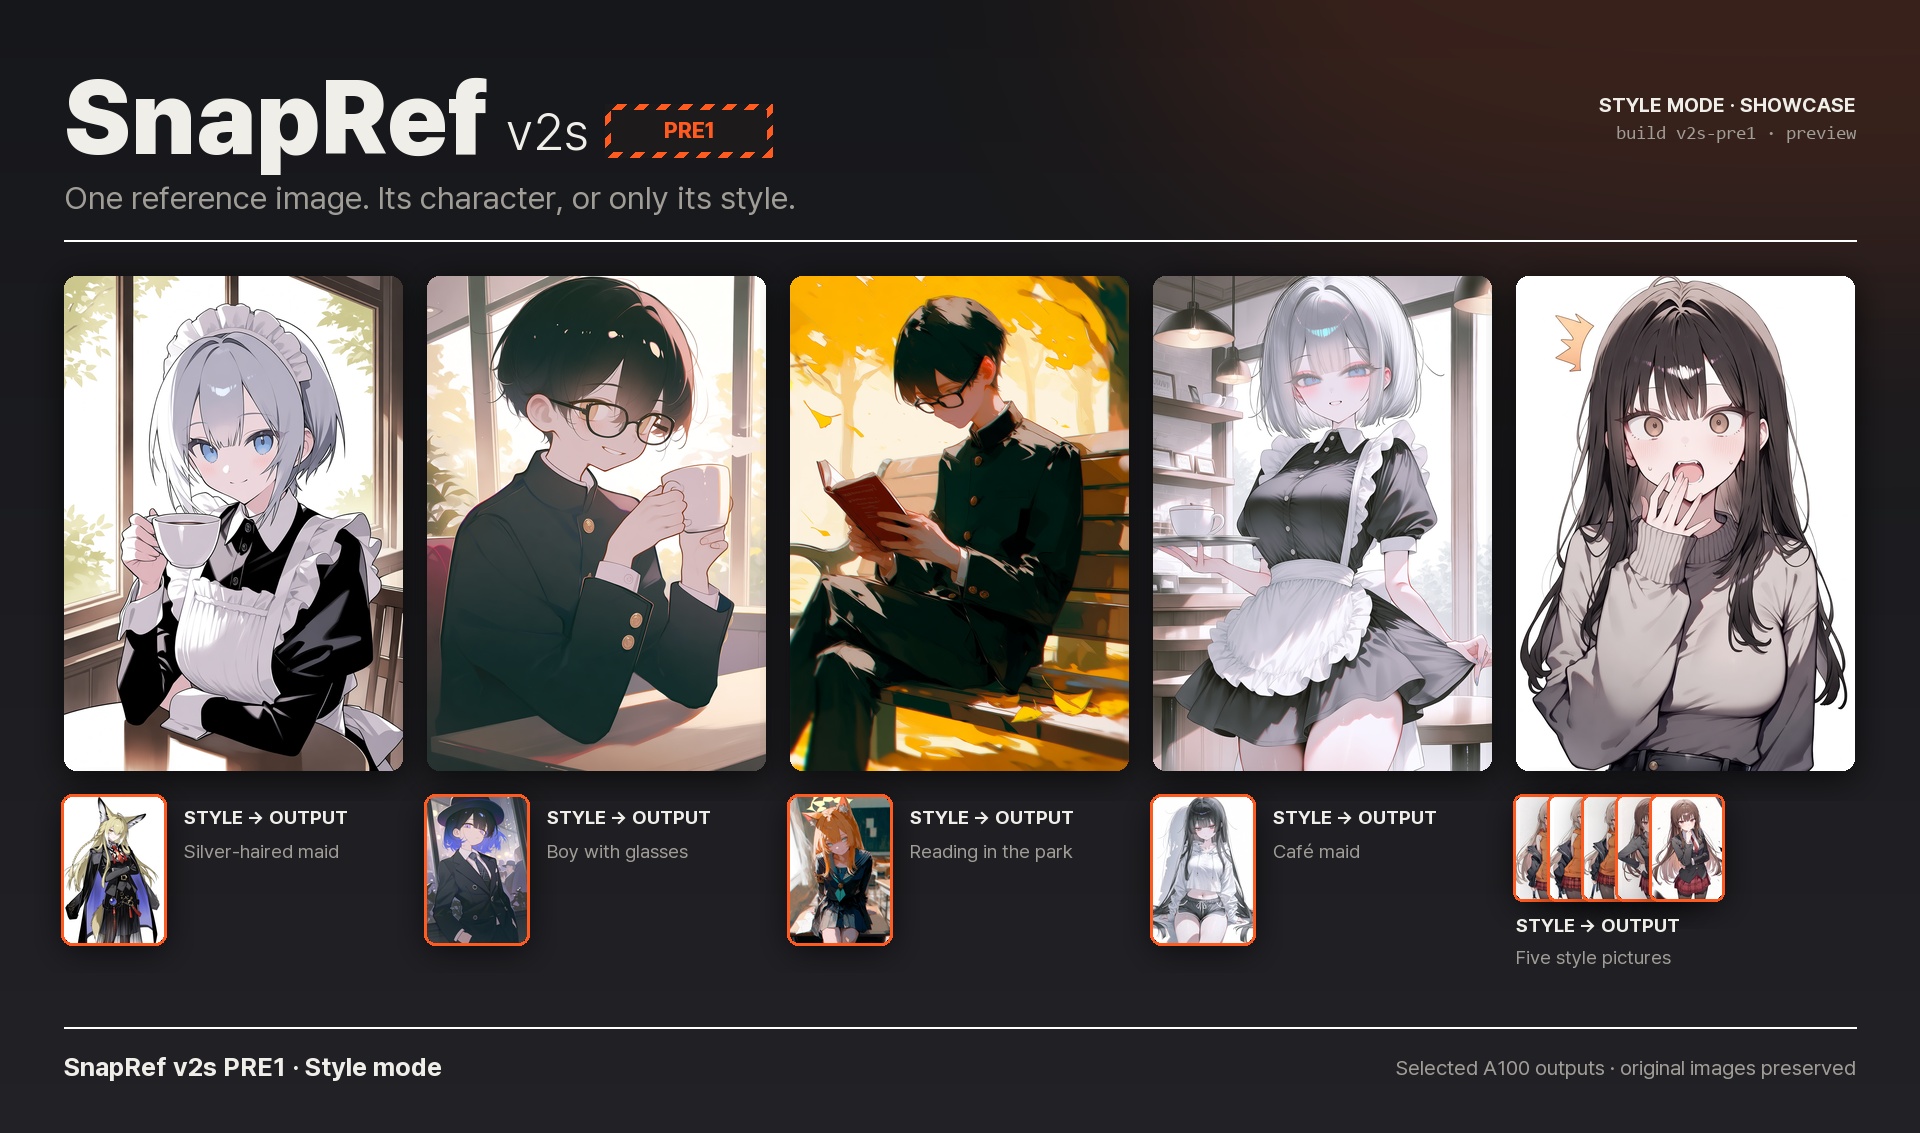 SnapRef v2s PRE1
STYLE MODE · SHOWCASE
build v2s-pre1 · preview
One reference image. Its character, or only its style.
STYLE → OUTPUT
Silver-haired maid
STYLE → OUTPUT
Boy with glasses
STYLE → OUTPUT
Reading in the park
STYLE → OUTPUT
Café maid
STYLE → OUTPUT
Five style pictures
SnapRef v2s PRE1 · Style mode
Selected A100 outputs · original images preserved